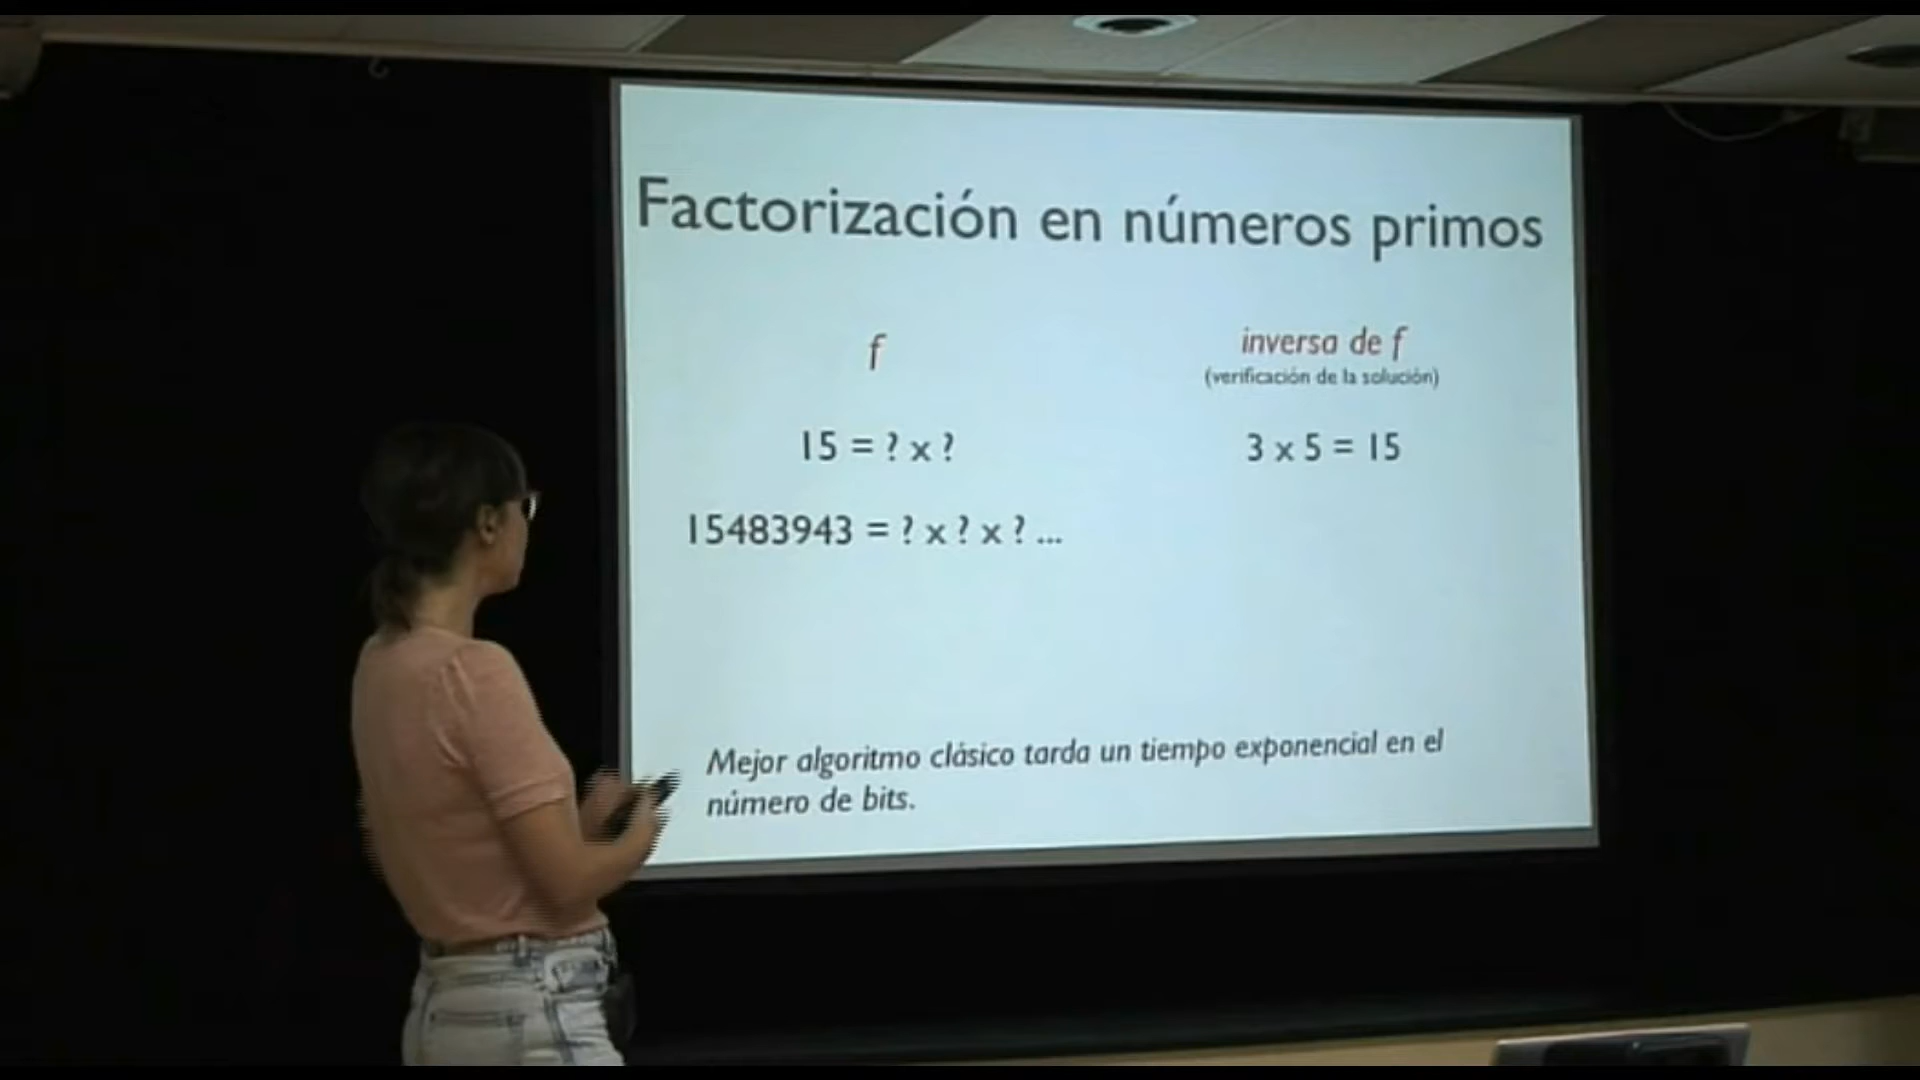 Factorización en números primos
f
inversa de f
(verificación de la solución)
15 = ? x ?
3 x 5 = 15
15483943 = ? x ? x ? ...
Mejor algoritmo clásico tarda un tiempo exponencial en el
número de bits.